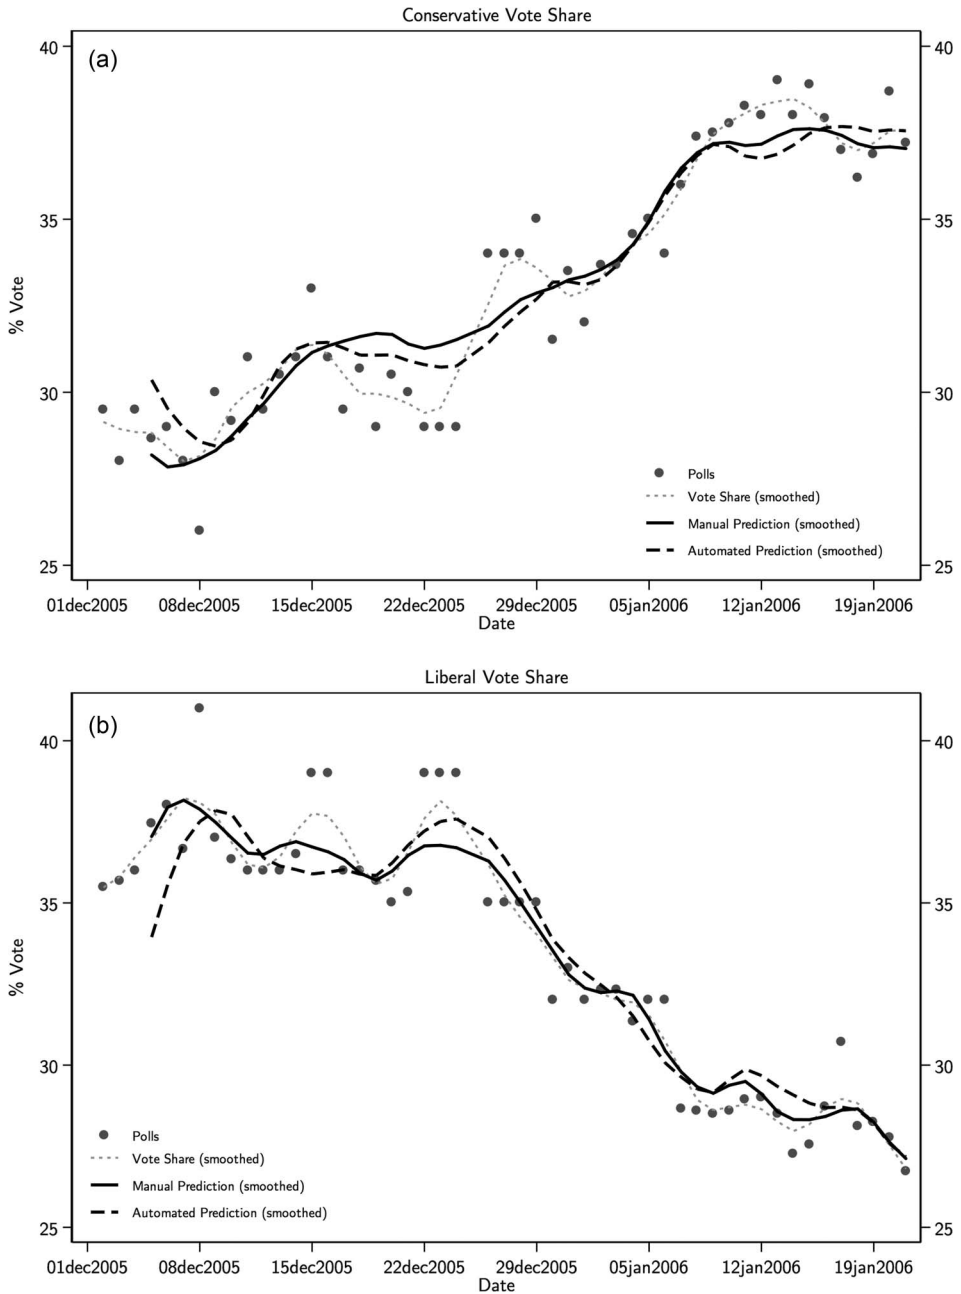 Conservative Vote Share
(a)
40 40
35 35
30 30
25 25
% Vote
Polls
Vote Share (smoothed)
Manual Prediction (smoothed)
Automated Prediction (smoothed)
01dec2005 08dec2005 15dec2005 22dec2005 29dec2005 05jan2006 12jan2006 19jan2006
Date
Liberal Vote Share
(b)
40 40
35 35
30 30
25 25
% Vote
Polls
Vote Share (smoothed)
Manual Prediction (smoothed)
Automated Prediction (smoothed)
01dec2005 08dec2005 15dec2005 22dec2005 29dec2005 05jan2006 12jan2006 19jan2006
Date